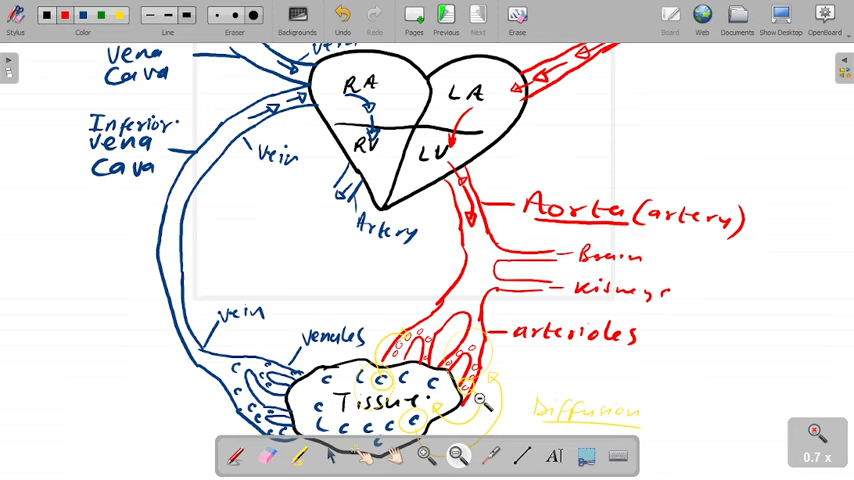 Stylus
Color
Line
Eraser
Backgrounds
Undo
Redo
Pages
Previous
Next
Erase
Board
Web
Documents
Show Desktop
OpenBoard
Vena
Cava
RA
LA
RV
LV
Inferior.
vena
Cava
Vein
Artery
Aorta (artery)
Brain
arterioles
Vein
venules
c c c c c c c c c c
Tissue.
Diffusion
0.7 x